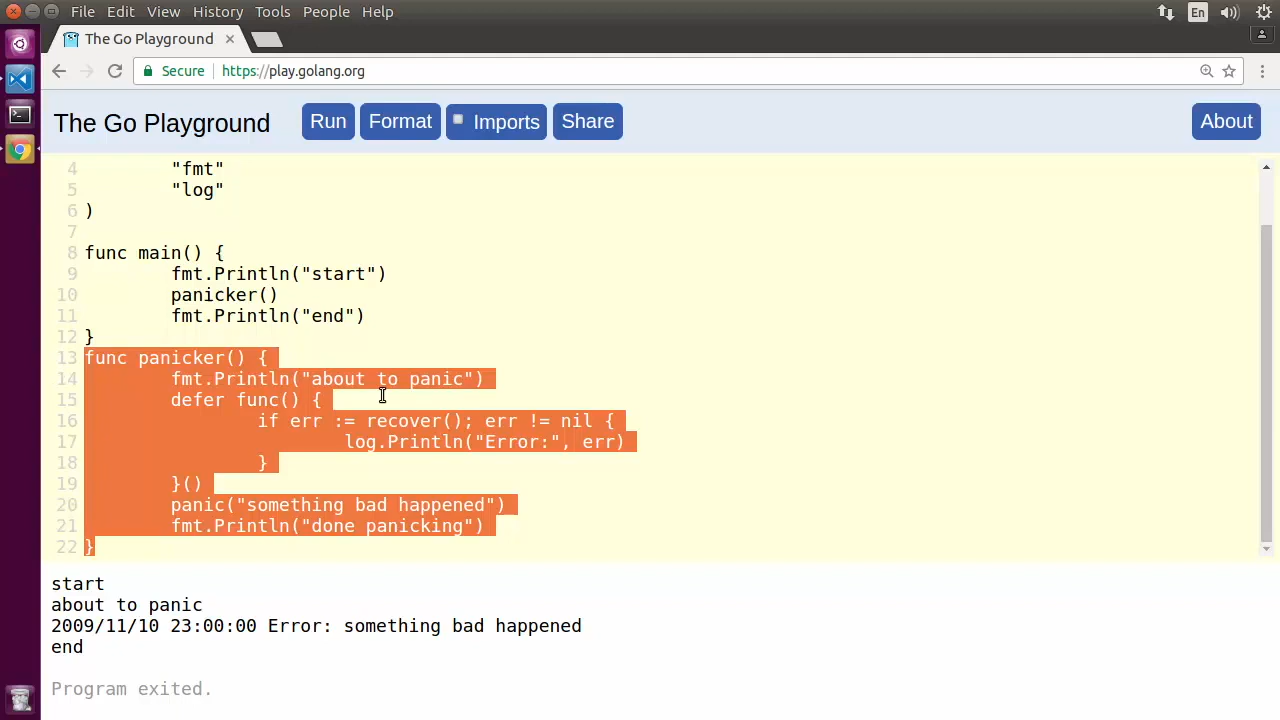 File Edit View History Tools People Help
En
The Go Playground
Secure https://play.golang.org
The Go Playground Run Format Imports Share About
4 "fmt"
5 "log"
6 )
7
8 func main() {
9 fmt.Println("start")
10 panicker()
11 fmt.Println("end")
12 }
13 func panicker() {
14 fmt.Println("about to panic")
15 defer func() {
16 if err := recover(); err != nil {
17 log.Println("Error:", err)
18 }
19 }()
20 panic("something bad happened")
21 fmt.Println("done panicking")
22 }
start
about to panic
2009/11/10 23:00:00 Error: something bad happened
end
Program exited.